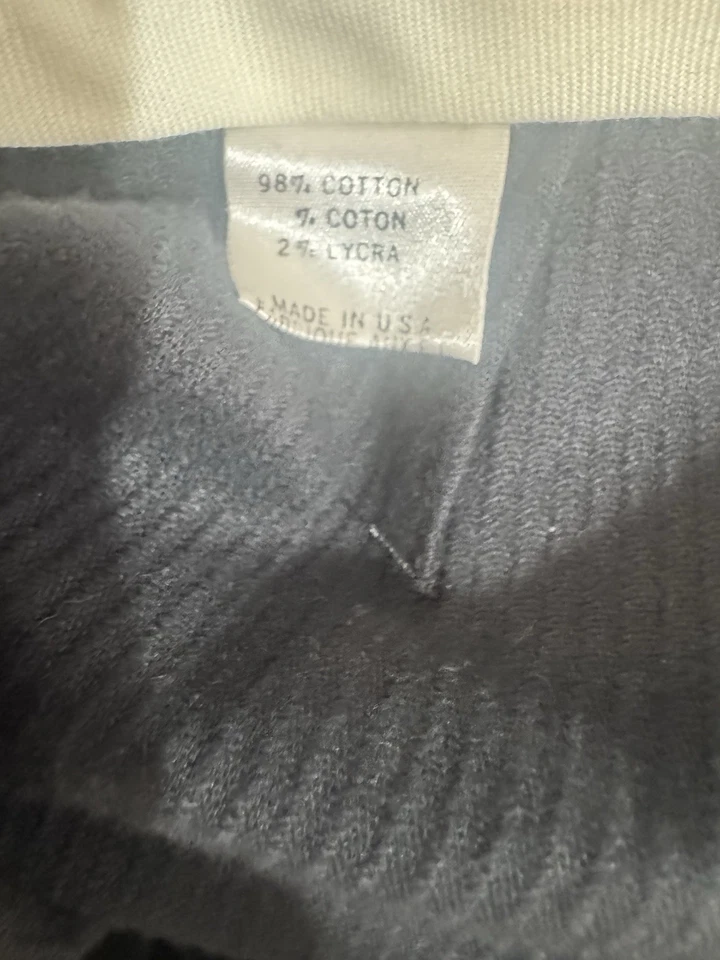 98% COTTON
% COTON
2% LYCRA
MADE IN U S A